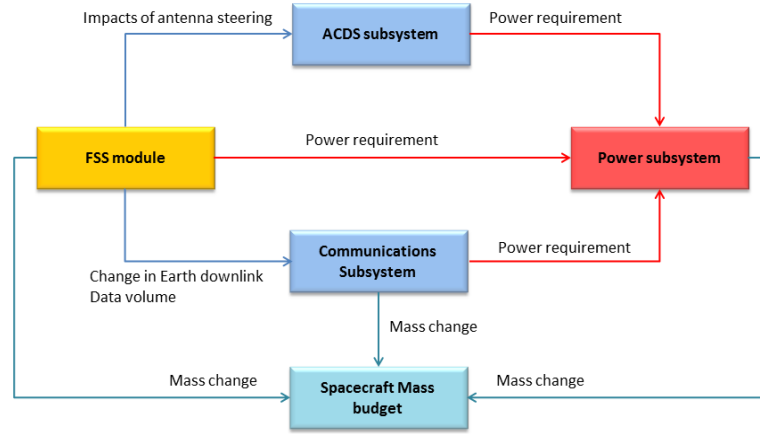 Impacts of antenna steering
ACDS subsystem
Power requirement
FSS module
Power requirement
Power subsystem
Change in Earth downlink
Data volume
Communications
Subsystem
Power requirement
Mass change
Mass change
Spacecraft Mass
budget
Mass change